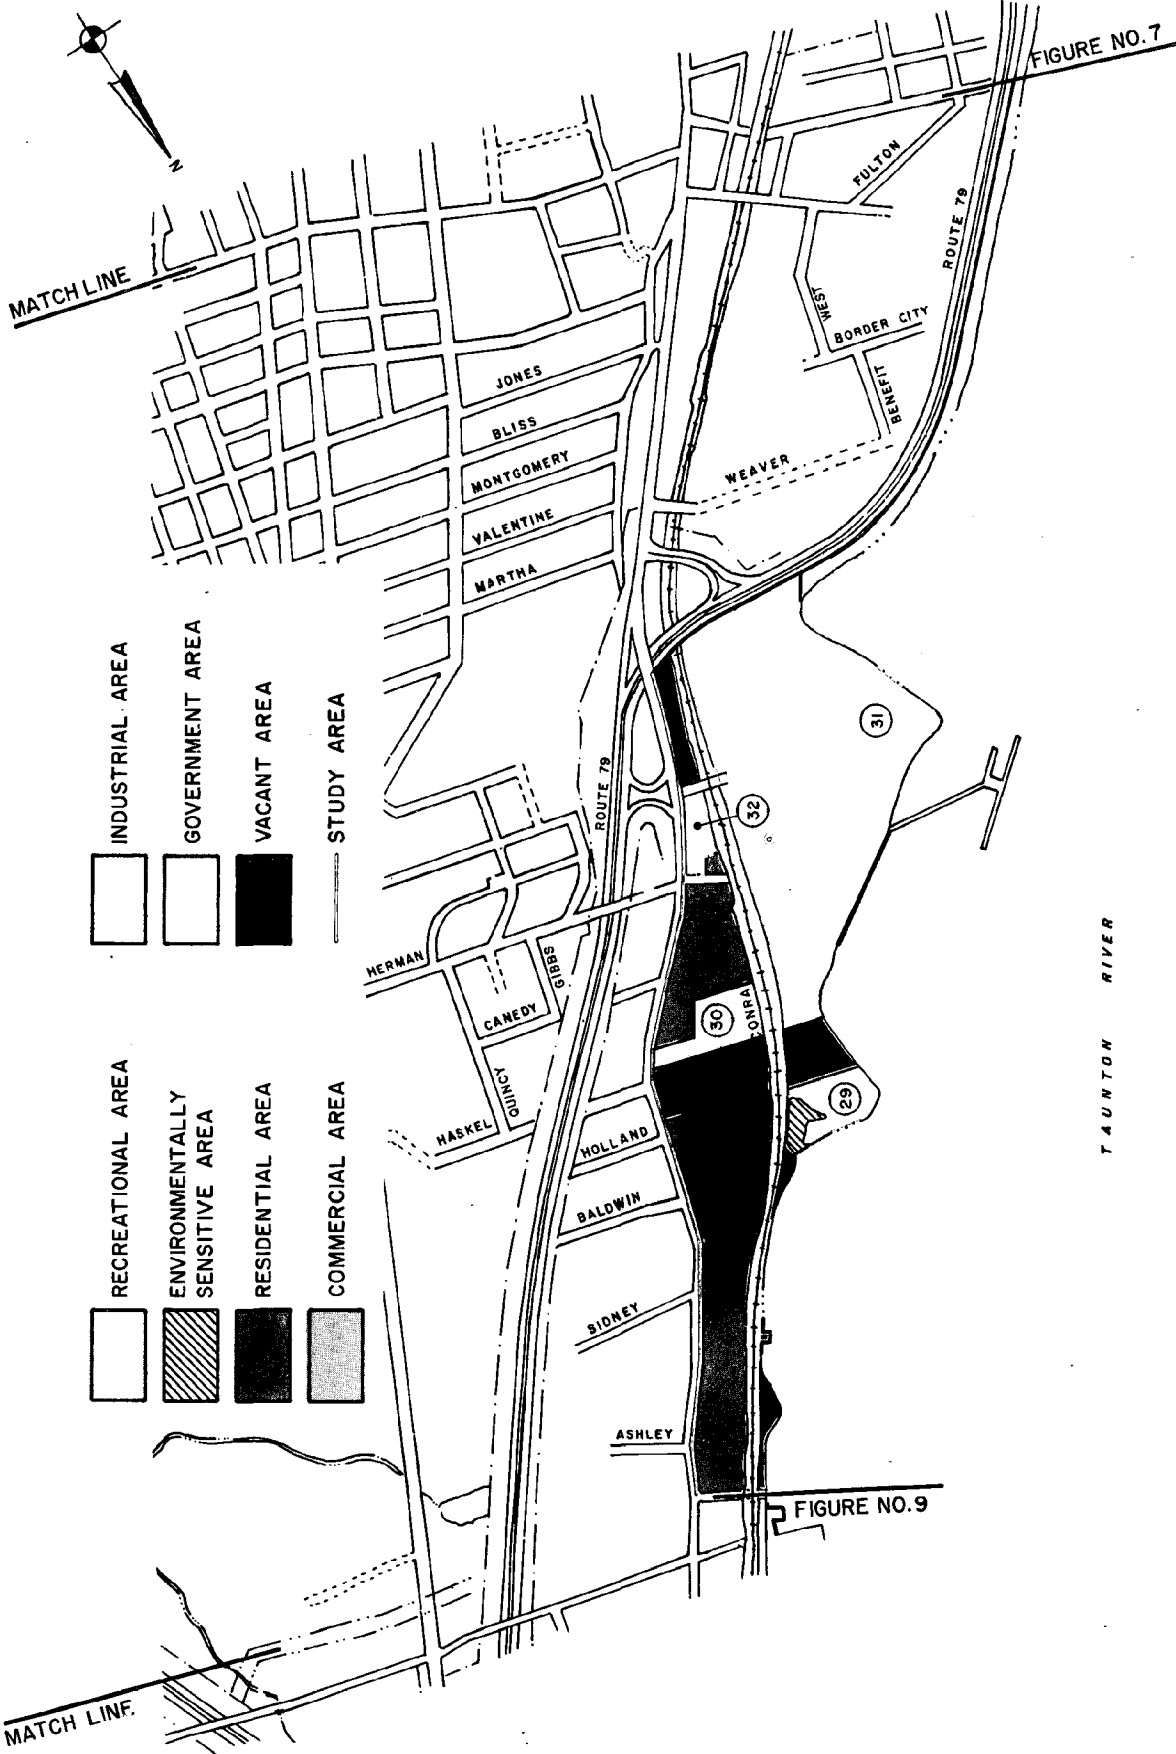 FIGURE NO. 7
N
FULTON
ROUTE 79
MATCH LINE
WEST
BORDER CITY
JONES
BENEFIT
BLISS
MONTGOMERY
WEAVER
VALENTINE
MARTHA
INDUSTRIAL AREA
GOVERNMENT AREA
VACANT AREA
STUDY AREA
31
ROUTE 79
32
HERMAN
GIBBS
CANEDY
30
CONRA
QUINCY
HASKEL
29
HOLLAND
BALDWIN
TAUNTON RIVER
RECREATIONAL AREA
ENVIRONMENTALLY
SENSITIVE AREA
RESIDENTIAL AREA
COMMERCIAL AREA
SIDNEY
ASHLEY
FIGURE NO. 9
MATCH LINE